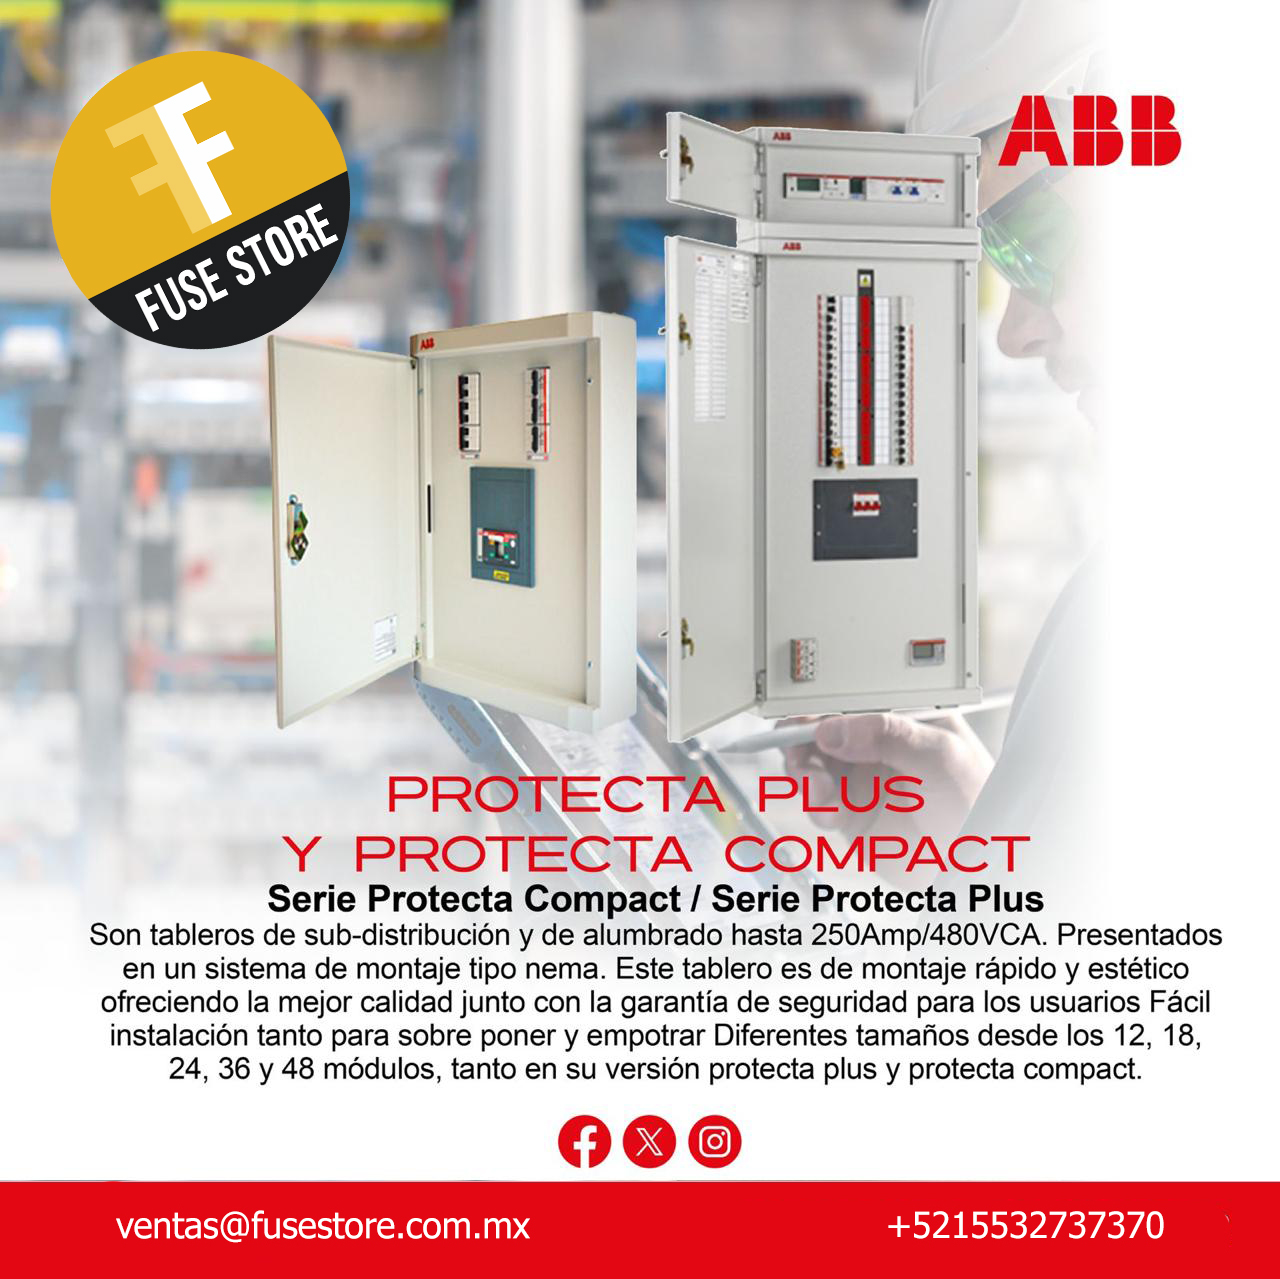 F
FUSE STORE
ABB
ABB
ABB
ABB
PROTECTA PLUS
Y PROTECTA COMPACT
Serie Protecta Compact / Serie Protecta Plus
Son tableros de sub-distribución y de alumbrado hasta 250Amp/480VCA. Presentados
en un sistema de montaje tipo nema. Este tablero es de montaje rápido y estético
ofreciendo la mejor calidad junto con la garantía de seguridad para los usuarios Fácil
instalación tanto para sobre poner y empotrar Diferentes tamaños desde los 12, 18,
24, 36 y 48 módulos, tanto en su versión protecta plus y protecta compact.
ventas@fusestore.com.mx
+5215532737370